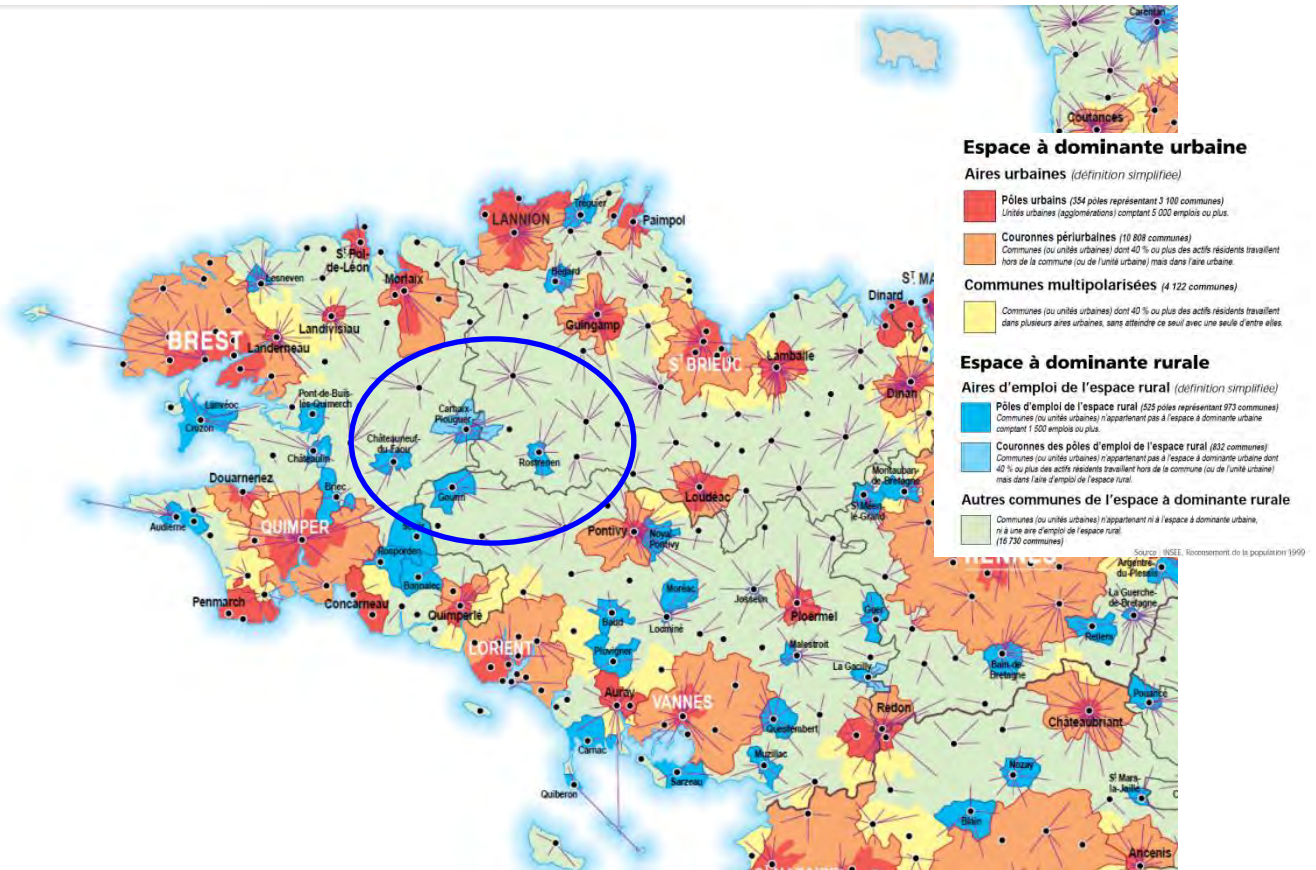 Carentan
Coutances
Espace à dominante urbaine
Aires urbaines (définition simplifiée)
Pôles urbains (354 pôles représentant 3 100 communes)
Unités urbaines (agglomérations) comptant 5 000 emplois ou plus.
Couronnes périurbaines (10 808 communes)
Communes (ou unités urbaines) dont 40 % ou plus des actifs résidents travaillent
hors de la commune (ou de l'unité urbaine) mais dans l'aire urbaine.
Communes multipolarisées (4 122 communes)
Communes (ou unités urbaines) dont 40 % ou plus des actifs résidents travaillent
dans plusieurs aires urbaines, sans atteindre ce seuil avec une seule d'entre elles.
Espace à dominante rurale
Aires d'emploi de l'espace rural (définition simplifiée)
Pôles d'emploi de l'espace rural (525 pôles représentant 973 communes)
Communes (ou unités urbaines) n'appartenant pas à l'espace à dominante urbaine
comptant 1 500 emplois ou plus.
Couronnes des pôles d'emploi de l'espace rural (832 communes)
Communes (ou unités urbaines) n'appartenant pas à l'espace à dominante urbaine dont
40 % ou plus des actifs résidents travaillent hors de la commune (ou de l'unité urbaine)
mais dans l'aire d'emploi de l'espace rural.
Autres communes de l'espace à dominante rurale
Communes (ou unités urbaines) n'appartenant ni à l'espace à dominante urbaine,
ni à une aire d'emploi de l'espace rural.
(16 730 communes)
Source : INSEE, Recensement de la population 1999
LANNION
Tréguier
Paimpol
St Pol-
de-Léon
Lesneven
Morlaix
Bégard
St MA
Dinard
Landivisiau
Guingamp
BREST
Landerneau
St BRIEUC
Lamballe
Dinan
Lanvéoc
Crozon
Pont-de-Buis-
lès-Quimerch
Carhaix-
Plouguer
Châteauneuf-
du-Faou
Châteaulin
Rostrenen
Douarnenez
Briec
Gourin
Loudéac
Montauban-
de-Bretagne
St Méen-
le-Grand
Audierne
QUIMPER
Pontivy
Noyal-
Pontivy
Rosporden
Bannalec
RENNES
Argentré-
du-Plessis
Penmarch
Concarneau
Quimperlé
Moréac
Josselin
Ploërmel
La Guerche-
de-Bretagne
Baud
Locminé
Guer
Retiers
LORIENT
Pluvigner
Malestroit
La Gacilly
Bain-de-
Bretagne
Auray
VANNES
Redon
Pouancé
Châteaubriant
Carnac
Questembert
Muzillac
Sarzeau
Nozay
St Mars-
la-Jaille
Quiberon
Blain
Ancenis